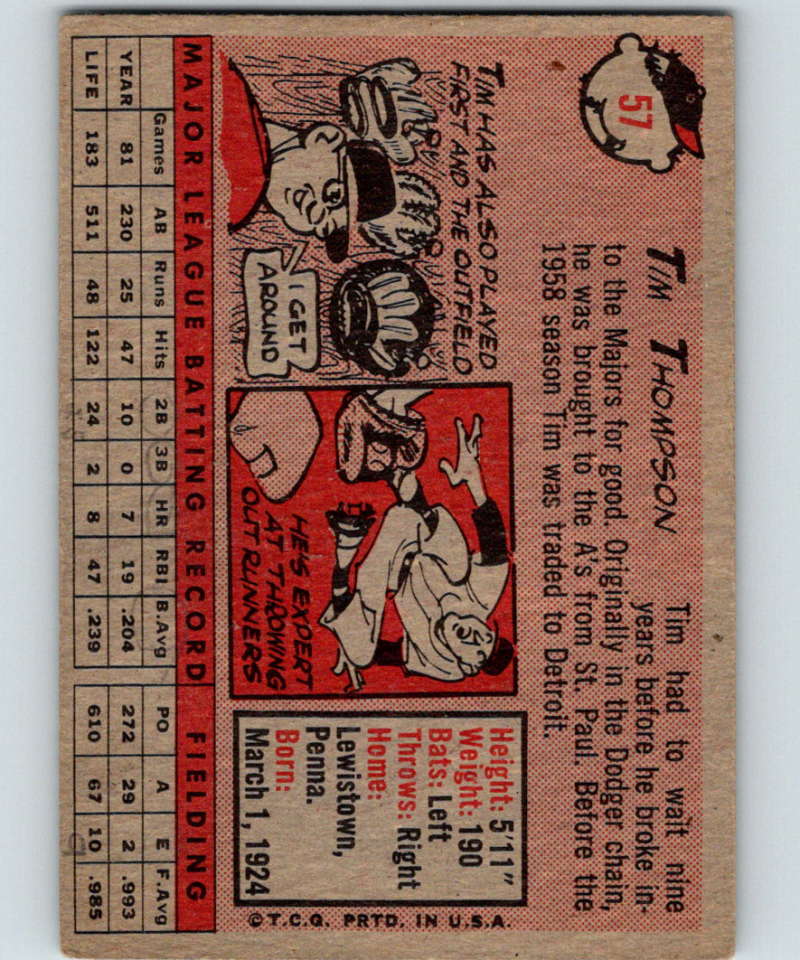 57
TIM THOMPSON
Tim had to wait nine
years before he broke in-
to the Majors for good. Originally in the Dodger chain,
he was brought to the A's from St. Paul. Before the
1958 season Tim was traded to Detroit.
TIM HAS ALSO PLAYED
FIRST AND THE OUTFIELD
I GET
AROUND
HE'S EXPERT
AT THROWING
OUT RUNNERS
Height: 5'11"
Weight: 190
Bats: Left
Throws: Right
Home:
Lewistown,
Penna.
Born:
March 1, 1924
©T.C.G. PRTD. IN U.S.A.
MAJOR LEAGUE BATTING RECORD FIELDING
Games AB Runs Hits 2B 3B HR RBI B.Avg PO A E F.Avg
YEAR 81 230 25 47 10 0 7 19 .204 272 29 2 .993
LIFE 183 511 48 122 24 2 8 47 .239 610 67 10 .985